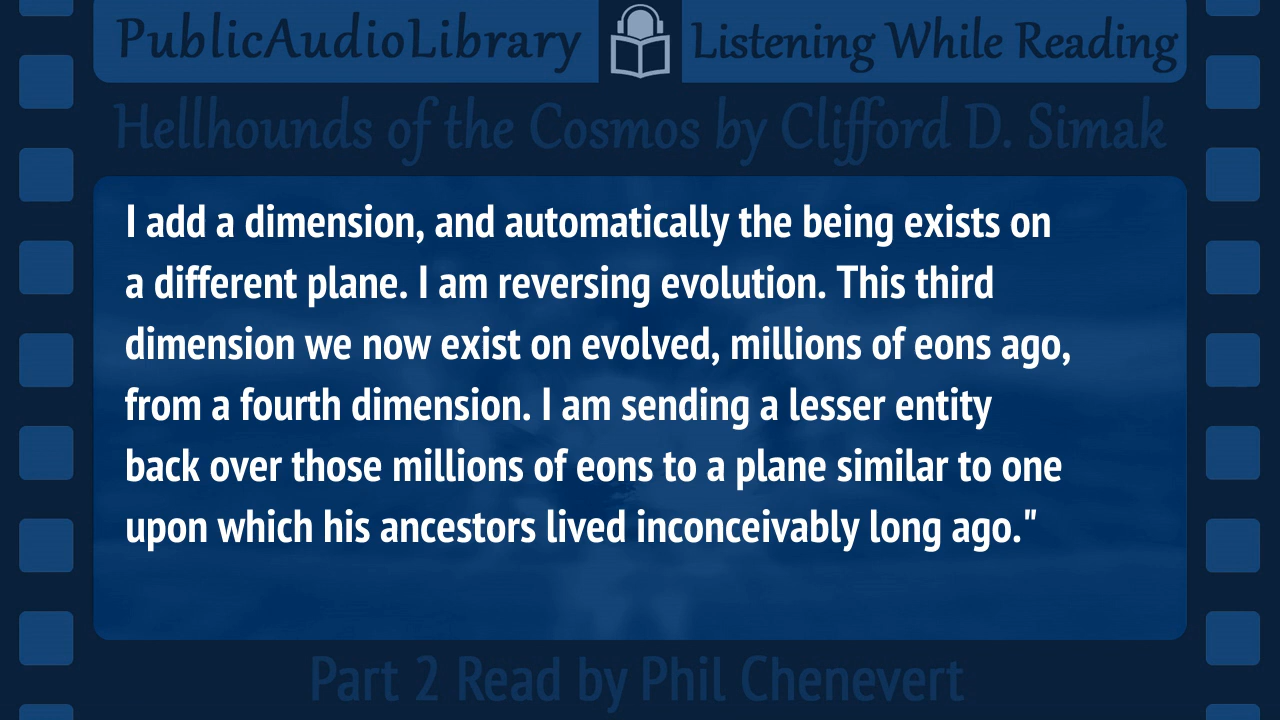 PublicAudioLibrary Listening While Reading
Hellhounds of the Cosmos by Clifford D. Simak
I add a dimension, and automatically the being exists on
a different plane. I am reversing evolution. This third
dimension we now exist on evolved, millions of eons ago,
from a fourth dimension. I am sending a lesser entity
back over those millions of eons to a plane similar to one
upon which his ancestors lived inconceivably long ago."
Part 2 Read by Phil Chenevert